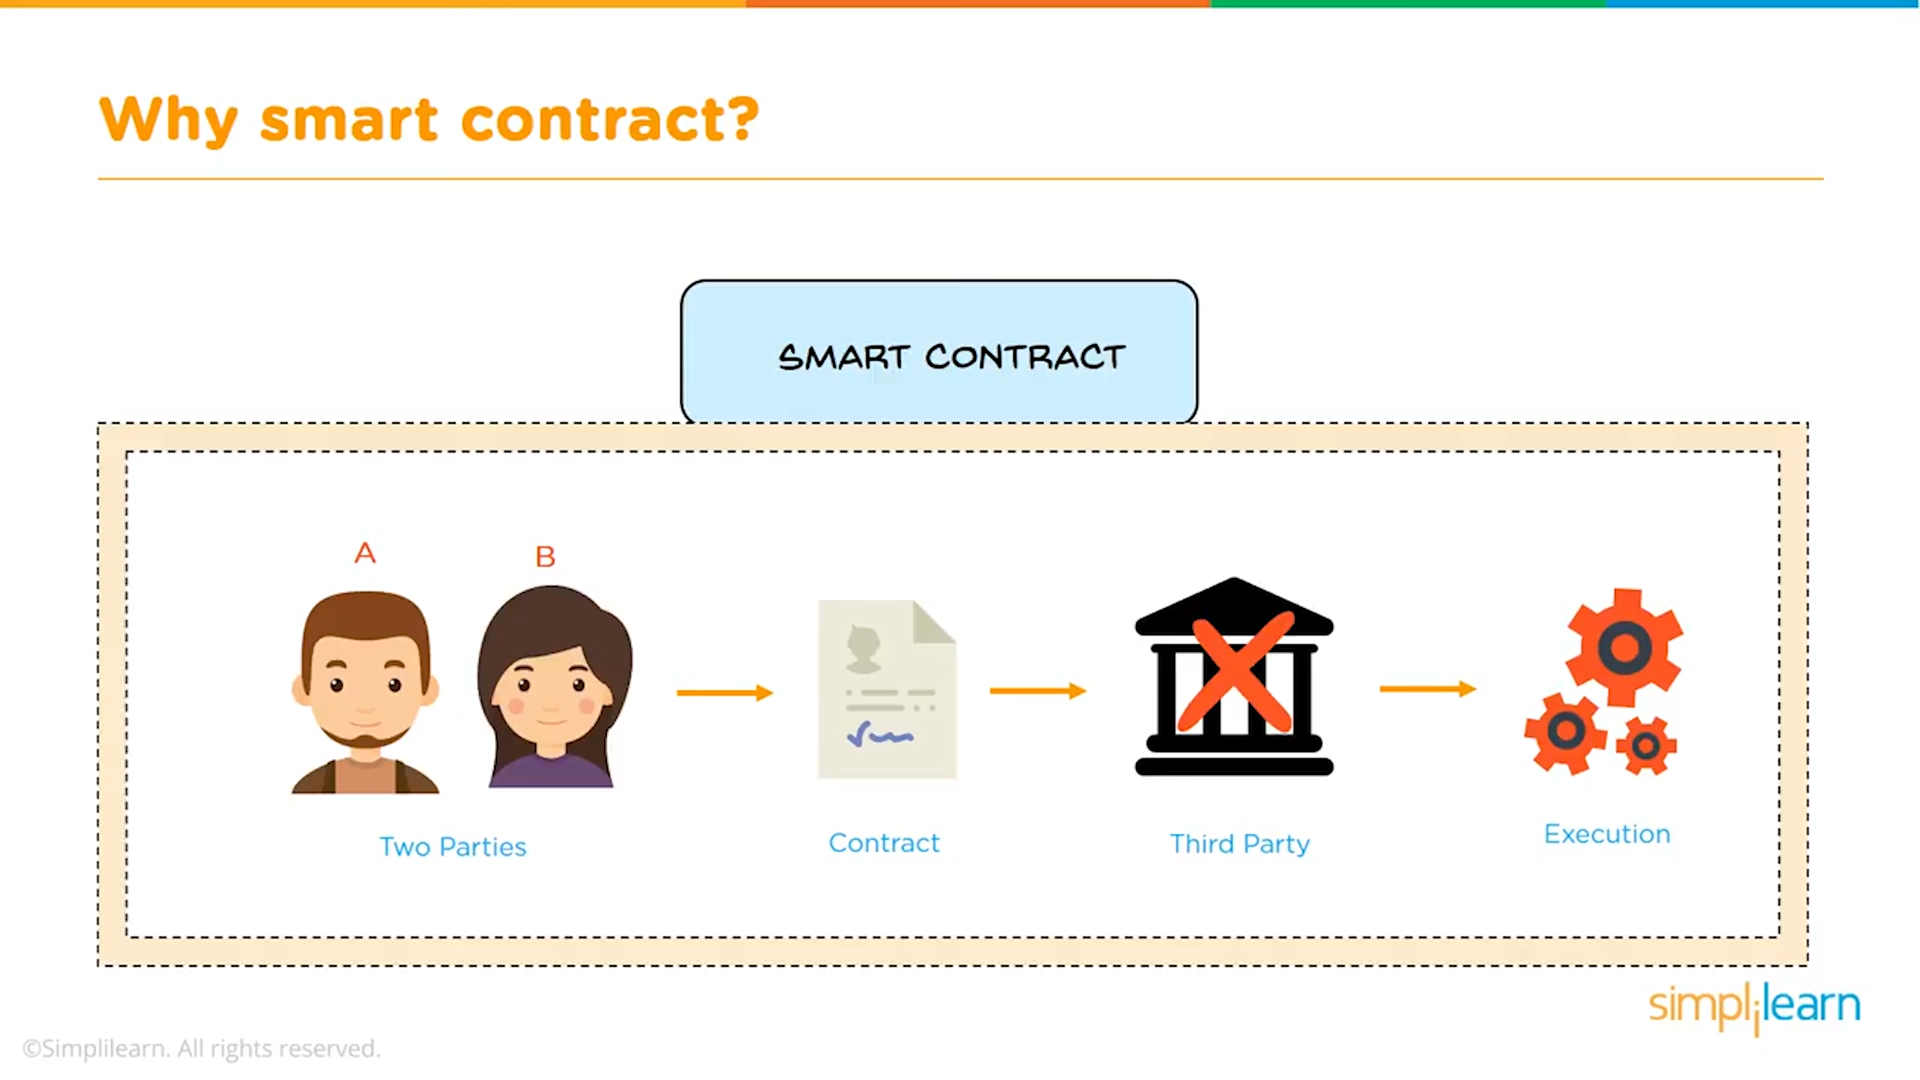 Why smart contract?
SMART CONTRACT
A
B
Two Parties
Contract
Third Party
Execution
simplilearn
©Simplilearn. All rights reserved.